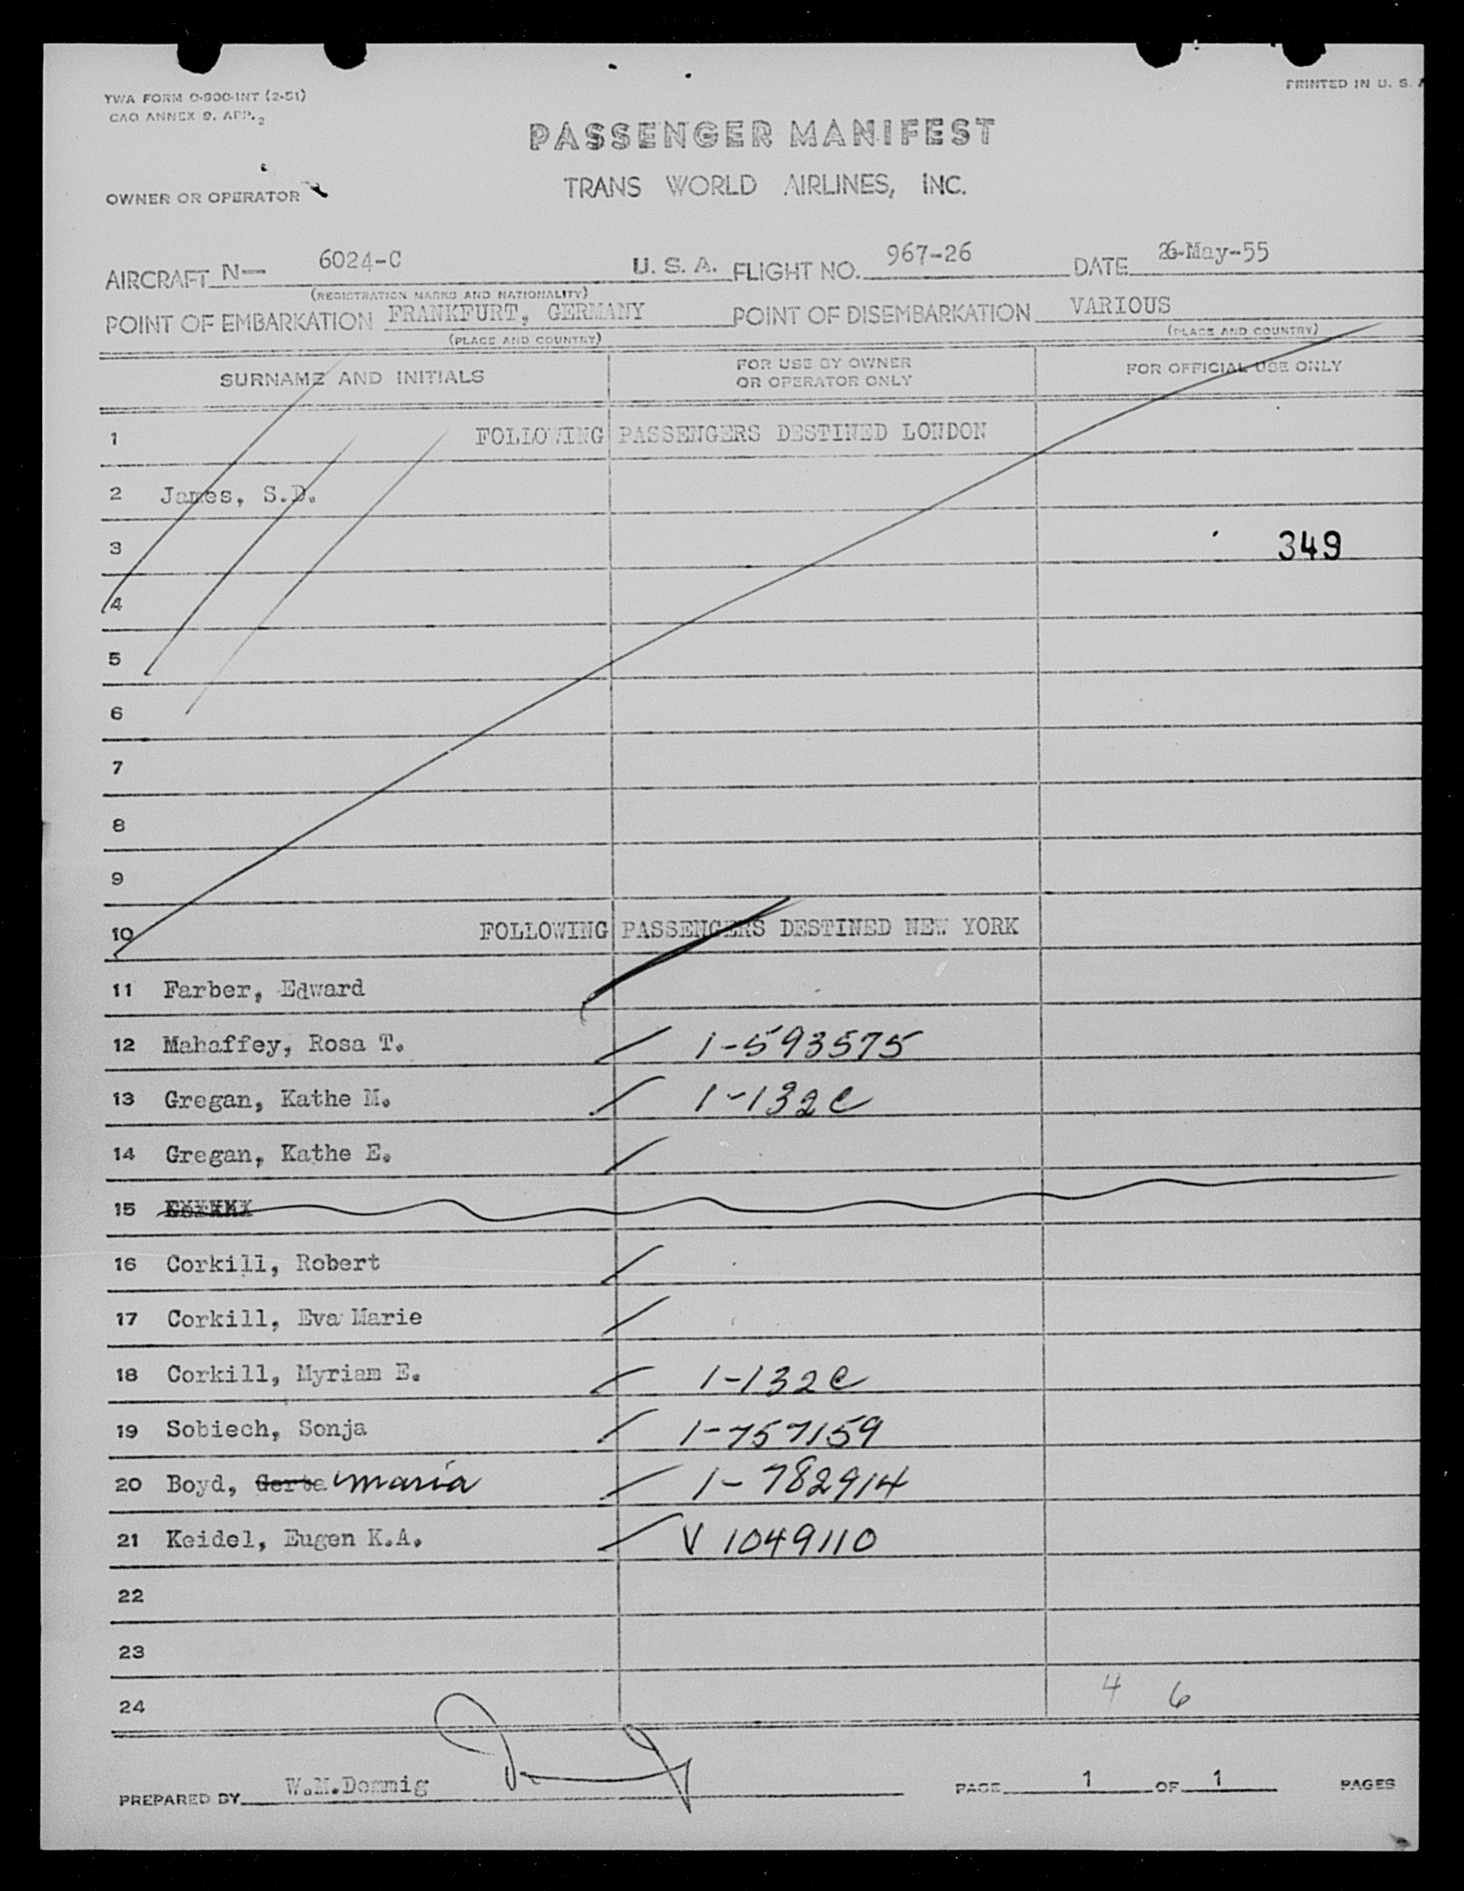 TWA FORM O-900-INT (2-51)
PRINTED IN U. S. A
CAO ANNEX 9, APP. 2
PASSENGER MANIFEST
OWNER OR OPERATOR
TRANS WORLD AIRLINES, INC.
AIRCRAFT N— 6024-C U. S. A. FLIGHT NO. 967-26 DATE 26-May-55
(REGISTRATION MARKS AND NATIONALITY)
POINT OF EMBARKATION FRANKFURT, GERMANY POINT OF DISEMBARKATION VARIOUS
(PLACE AND COUNTRY) (PLACE AND COUNTRY)
SURNAME AND INITIALS FOR USE BY OWNER OR OPERATOR ONLY FOR OFFICIAL USE ONLY
1 FOLLOWING PASSENGERS DESTINED LONDON
2 James, S.D.
3 349
4
5
6
7
8
9
10 FOLLOWING PASSENGERS DESTINED NEW YORK
11 Farber, Edward
12 Mahaffey, Rosa T. 1-593575
13 Gregan, Kathe M. 1-132c
14 Gregan, Kathe E.
15
16 Corkill, Robert
17 Corkill, Eva Marie
18 Corkill, Myriam E. 1-132c
19 Sobiech, Sonja 1-757159
20 Boyd, Gerta Maria 1-782914
21 Keidel, Eugen K.A. V 1049110
22
23
24 4 6
PREPARED BY W.M.Dommig PAGE 1 OF 1 PAGES